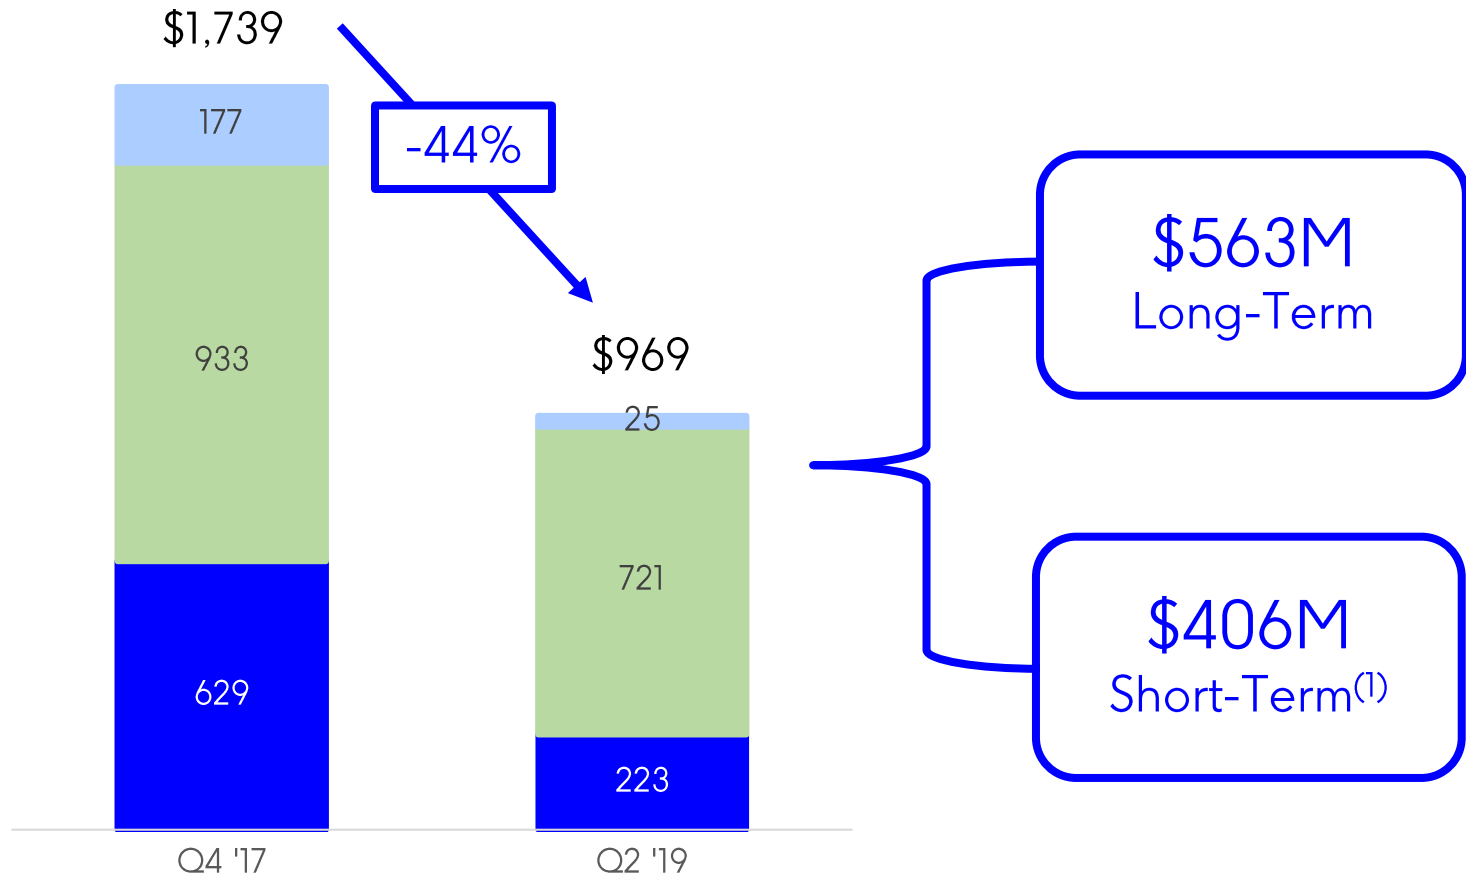 $1,739
177
933
629
Q4 '17
-44%
$969
25
721
223
Q2 '19
$563M
Long-Term
$406M
Short-Term(1)